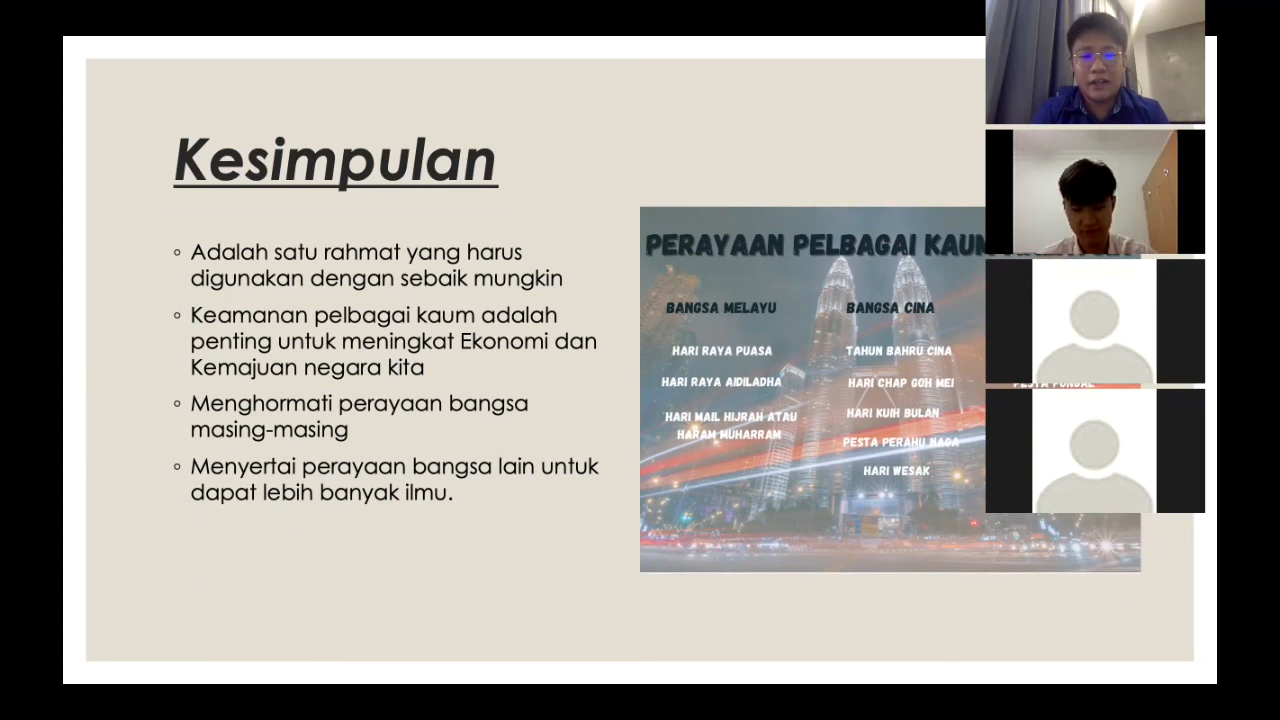 Kesimpulan
◦ Adalah satu rahmat yang harus
digunakan dengan sebaik mungkin
◦ Keamanan pelbagai kaum adalah
penting untuk meningkat Ekonomi dan
Kemajuan negara kita
◦ Menghormati perayaan bangsa
masing-masing
◦ Menyertai perayaan bangsa lain untuk
dapat lebih banyak ilmu.
PERAYAAN PELBAGAI KAUM
BANGSA MELAYU
HARI RAYA PUASA
HARI RAYA AIDILADHA
HARI MAIL HIJRAH ATAU
HARAM MUHARRAM
BANGSA CINA
TAHUN BAHRU CINA
HARI CHAP GOH MEI
HARI KUIH BULAN
PESTA PERAHU NAGA
HARI WESAK